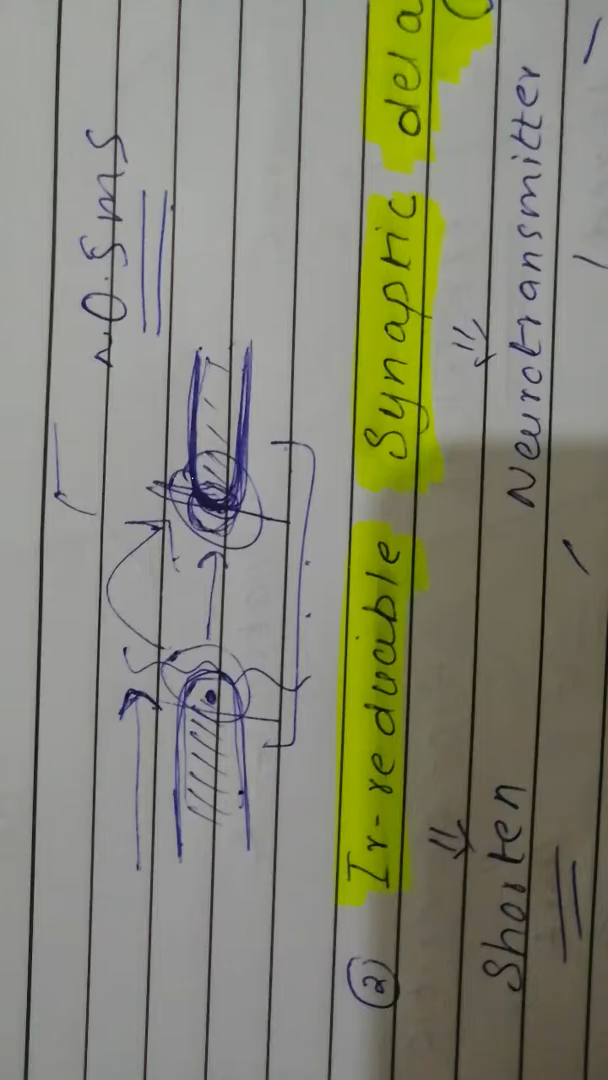 ~0.5ms
② Ir-reducible Synaptic dela
Shorten Neurotransmitter